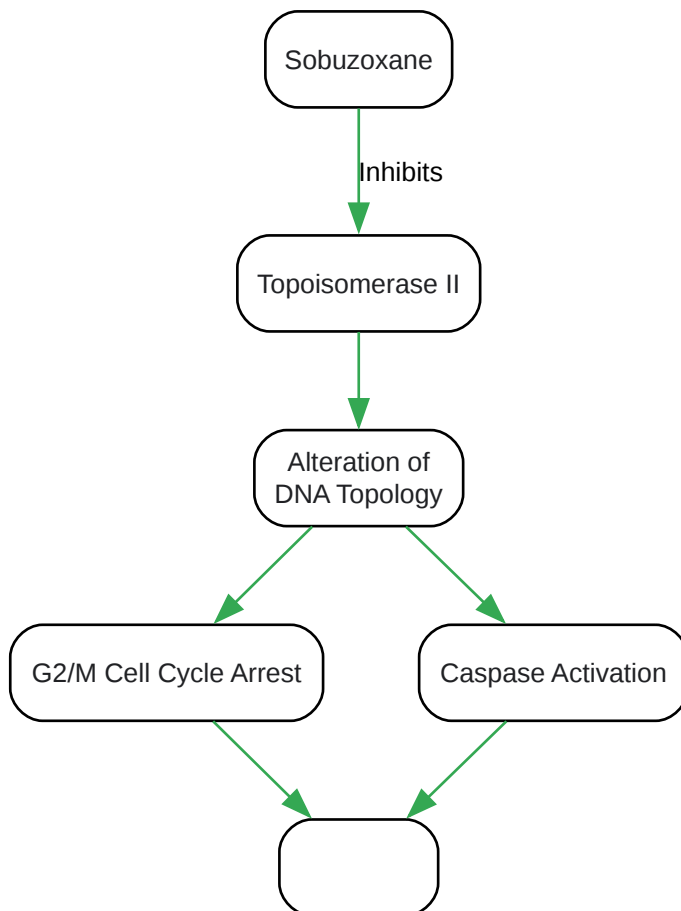 Sobuzoxane
Inhibits
Topoisomerase II
Alteration of
DNA Topology
G2/M Cell Cycle Arrest
Caspase Activation